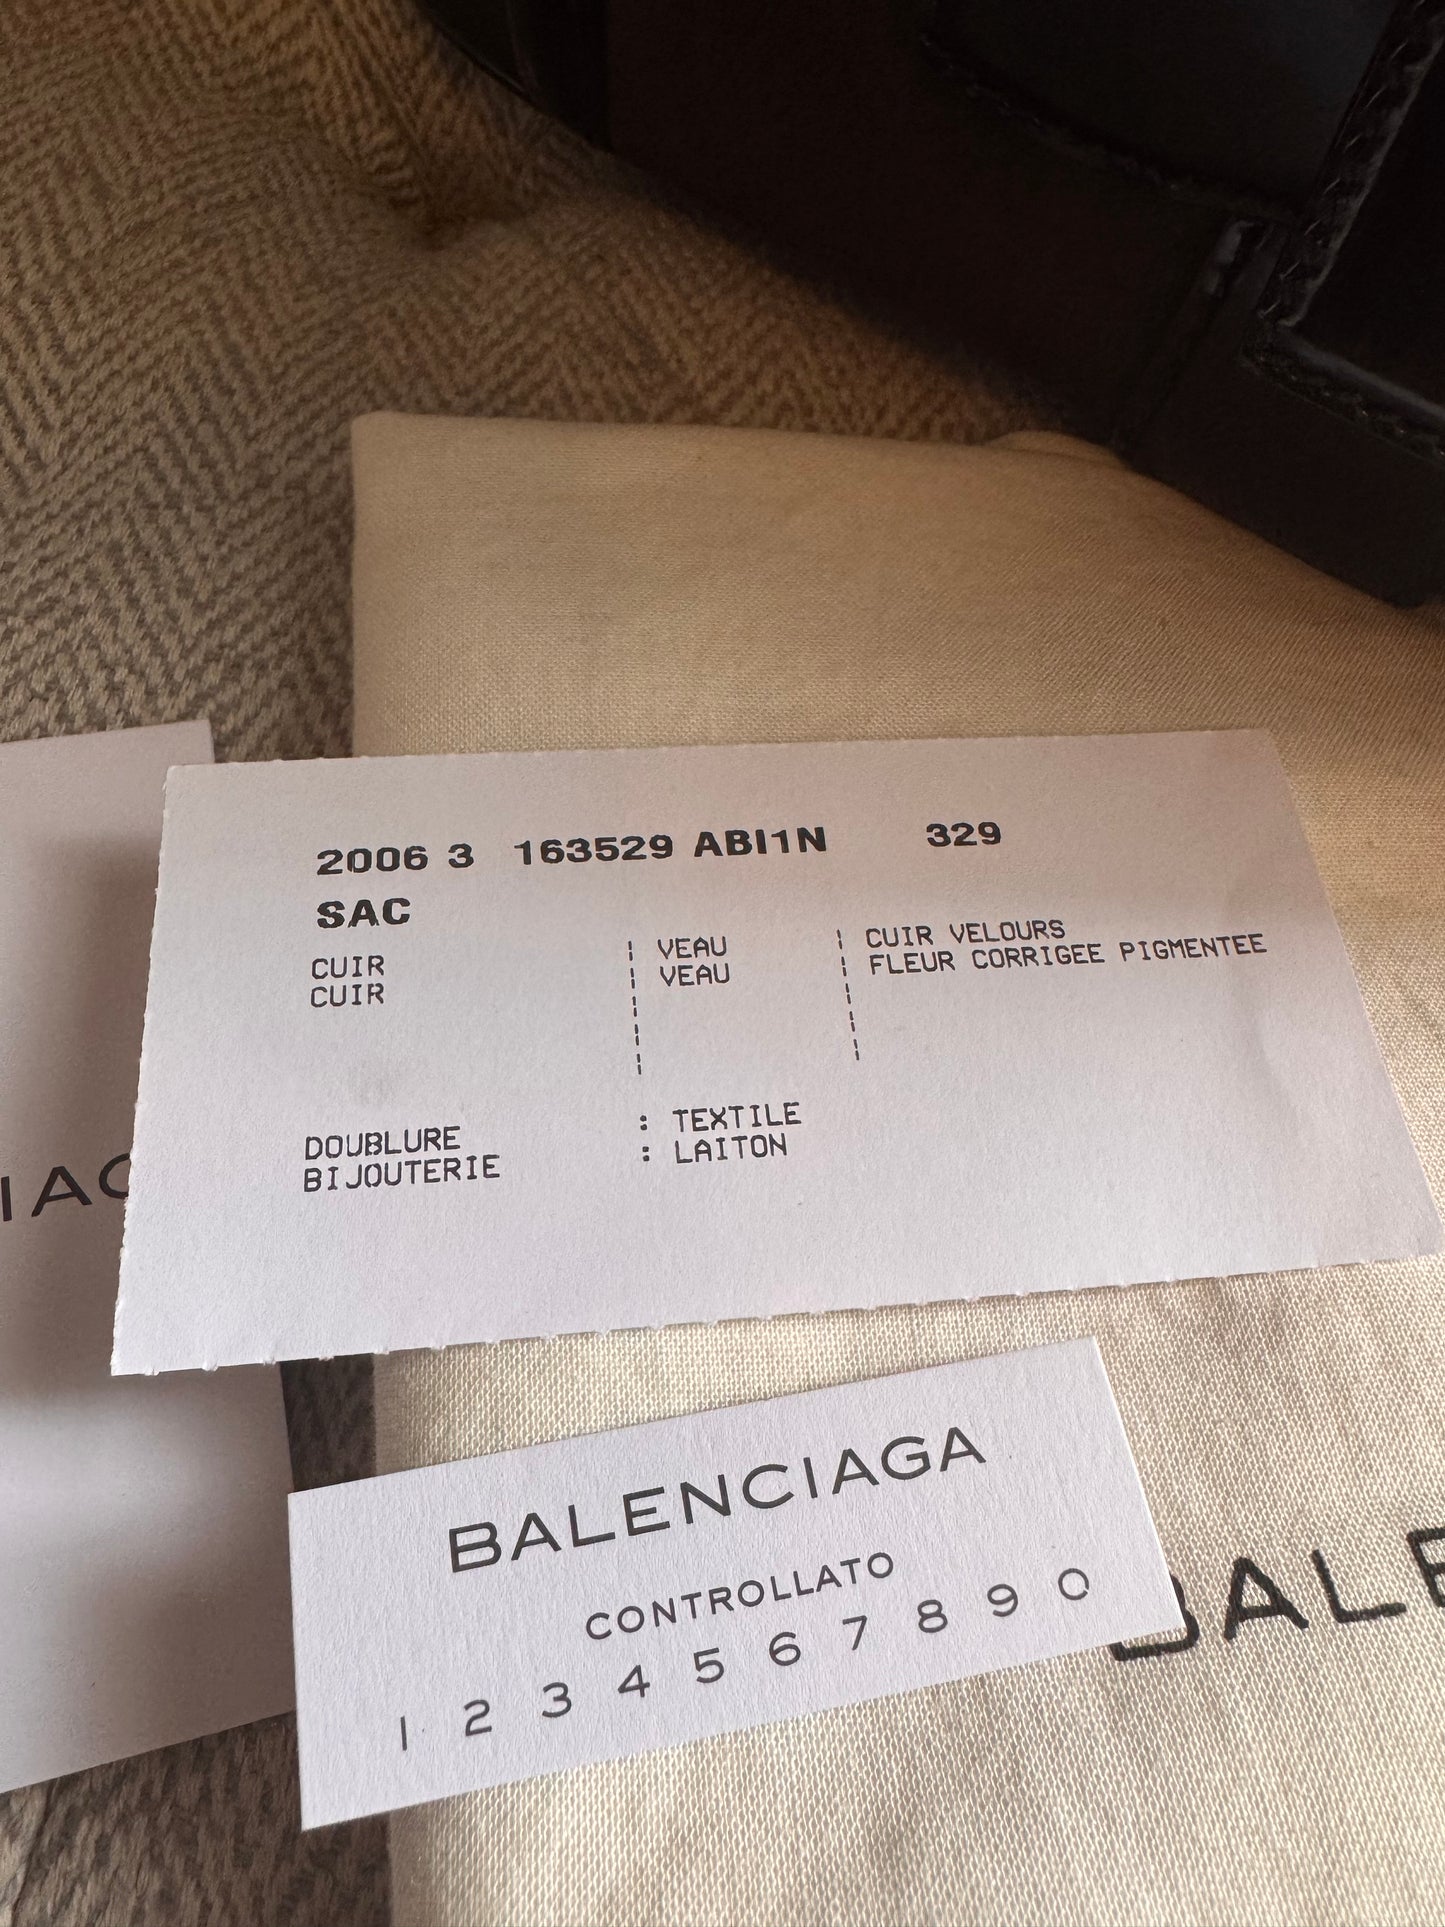 2006 3 163529 ABI1N 329
SAC
CUIR ¦ VEAU ¦ CUIR VELOURS
CUIR ¦ VEAU ¦ FLEUR CORRIGEE PIGMENTEE
DOUBLURE : TEXTILE
BIJOUTERIE : LAITON
BALENCIAGA
CONTROLLATO
1 2 3 4 5 6 7 8 9 0
BALE